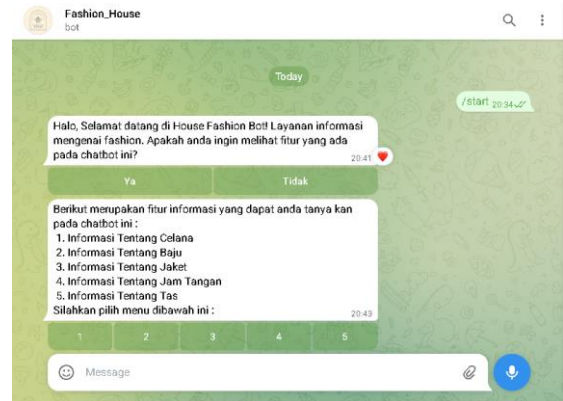 Fashion_House
bot
Today
/start 20:34
Halo, Selamat datang di House Fashion Bot! Layanan informasi
mengenai fashion. Apakah anda ingin melihat fitur yang ada
pada chatbot ini?
20:41
Ya Tidak
Berikut merupakan fitur informasi yang dapat anda tanya kan
pada chatbot ini :
1. Informasi Tentang Celana
2. Informasi Tentang Baju
3. Informasi Tentang Jaket
4. Informasi Tentang Jam Tangan
5. Informasi Tentang Tas
Silahkan pilih menu dibawah ini :
20:43
1 2 3 4 5
Message